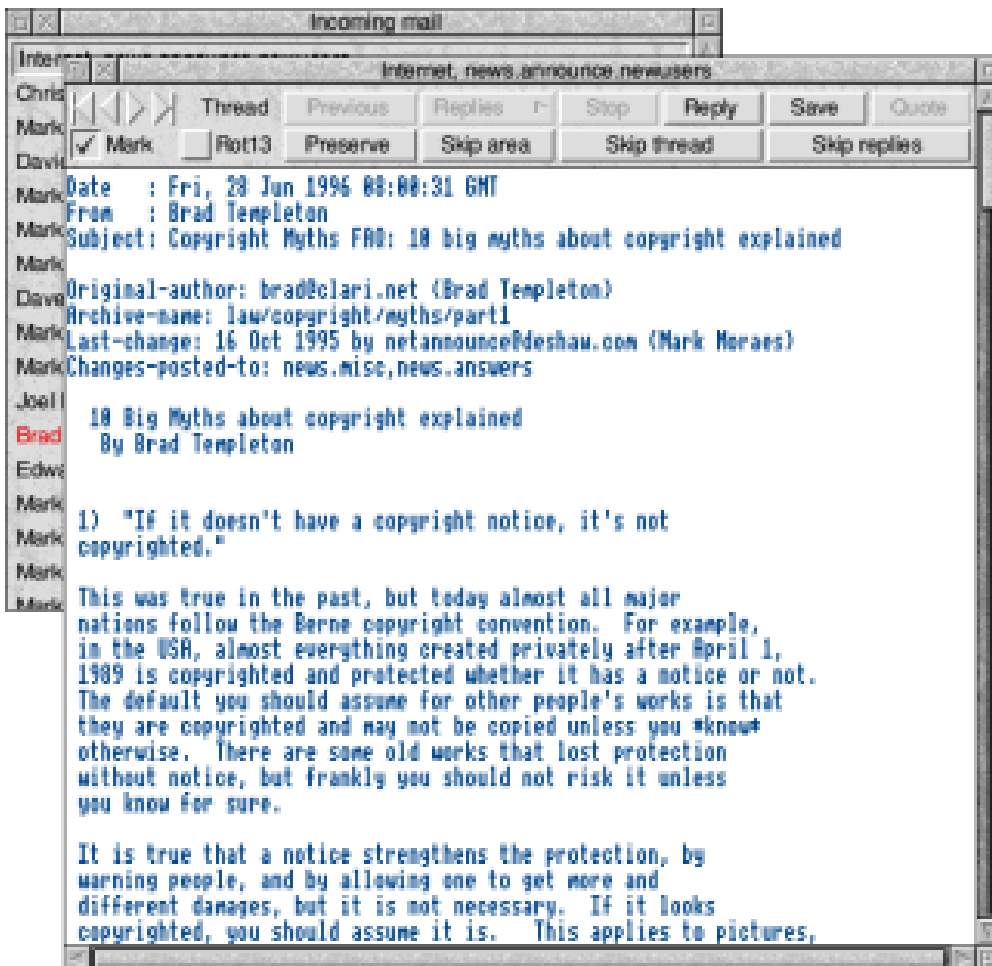 Incoming mail
Chris
Mark
Mark
Mark
Mark
Dave
Mark
Mark
Joel
Brad
Mark
Mark
Mark
Mark
Internet, news.announce.newusers
Thread Previous Replies Stop Reply Save Quote
Mark Rot13 Preserve Skip area Skip thread Skip replies
Date : Fri, 28 Jun 1996 08:00:31 GMT
From : Brad Templeton
Subject: Copyright Myths FAQ: 10 big myths about copyright explained
Original-author: brad@clari.net (Brad Templeton)
Archive-name: law/copyright/myths/part1
Last-change: 16 Oct 1995 by netannounce@deshaw.com (Mark Moraes)
Changes-posted-to: news.misc,news.answers
10 Big Myths about copyright explained
By Brad Templeton
1) "If it doesn't have a copyright notice, it's not
copyrighted."
This was true in the past, but today almost all major
nations follow the Berne copyright convention. For example,
in the USA, almost everything created privately after April 1,
1989 is copyrighted and protected whether it has a notice or not.
The default you should assume for other people's works is that
they are copyrighted and may not be copied unless you *know*
otherwise. There are some old works that lost protection
without notice, but frankly you should not risk it unless
you know for sure.
It is true that a notice strengthens the protection, by
warning people, and by allowing one to get more and
different damages, but it is not necessary. If it looks
copyrighted, you should assume it is. This applies to pictures,